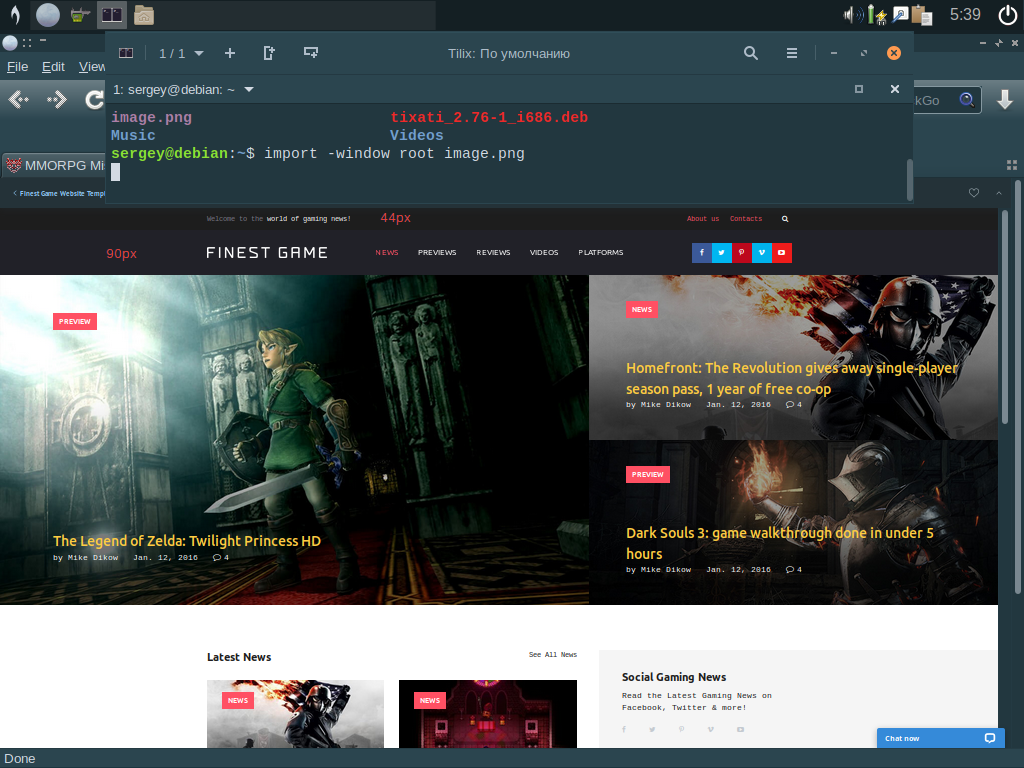 5:39
1 / 1
Tilix: По умолчанию
File Edit View
1: sergey@debian: ~
image.png tixati_2.76-1_i686.deb
Music Videos
sergey@debian:~$ import -window root image.png
kGo
MMORPG Mi
Finest Game Website Templ
Welcome to the world of gaming news!
44px
About us Contacts
90px
FINEST GAME
NEWS PREVIEWS REVIEWS VIDEOS PLATFORMS
PREVIEW
The Legend of Zelda: Twilight Princess HD
by Mike Dikow Jan. 12, 2016 4
NEWS
Homefront: The Revolution gives away single-player
season pass, 1 year of free co-op
by Mike Dikow Jan. 12, 2016 4
PREVIEW
Dark Souls 3: game walkthrough done in under 5
hours
by Mike Dikow Jan. 12, 2016 4
Latest News
See All News
NEWS
NEWS
Social Gaming News
Read the Latest Gaming News on
Facebook, Twitter & more!
Chat now
Done